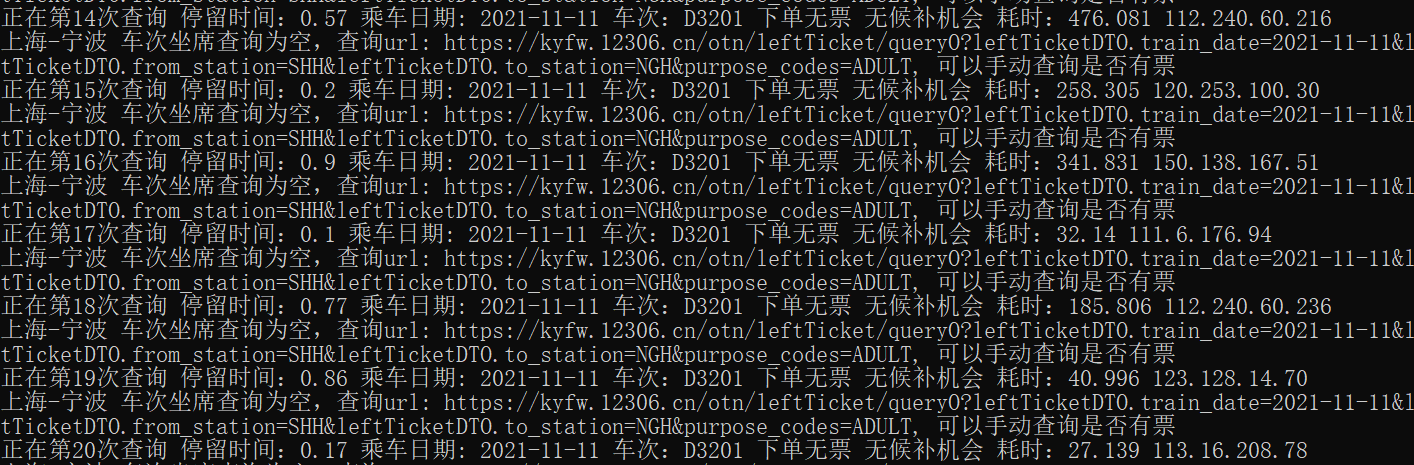 tTicketDTO.from_station=SHH&leftTicketDTO.to_station=NGH&purpose_codes=ADULT, 可以手动查询是否有票
正在第14次查询 停留时间: 0.57 乘车日期: 2021-11-11 车次: D3201 下单无票 无候补机会 耗时: 476.081 112.240.60.216
上海-宁波 车次坐席查询为空, 查询url: https://kyfw.12306.cn/otn/leftTicket/queryO?leftTicketDTO.train_date=2021-11-11&l
tTicketDTO.from_station=SHH&leftTicketDTO.to_station=NGH&purpose_codes=ADULT, 可以手动查询是否有票
正在第15次查询 停留时间: 0.2 乘车日期: 2021-11-11 车次: D3201 下单无票 无候补机会 耗时: 258.305 120.253.100.30
上海-宁波 车次坐席查询为空, 查询url: https://kyfw.12306.cn/otn/leftTicket/queryO?leftTicketDTO.train_date=2021-11-11&l
tTicketDTO.from_station=SHH&leftTicketDTO.to_station=NGH&purpose_codes=ADULT, 可以手动查询是否有票
正在第16次查询 停留时间: 0.9 乘车日期: 2021-11-11 车次: D3201 下单无票 无候补机会 耗时: 341.831 150.138.167.51
上海-宁波 车次坐席查询为空, 查询url: https://kyfw.12306.cn/otn/leftTicket/queryO?leftTicketDTO.train_date=2021-11-11&l
tTicketDTO.from_station=SHH&leftTicketDTO.to_station=NGH&purpose_codes=ADULT, 可以手动查询是否有票
正在第17次查询 停留时间: 0.1 乘车日期: 2021-11-11 车次: D3201 下单无票 无候补机会 耗时: 32.14 111.6.176.94
上海-宁波 车次坐席查询为空, 查询url: https://kyfw.12306.cn/otn/leftTicket/queryO?leftTicketDTO.train_date=2021-11-11&l
tTicketDTO.from_station=SHH&leftTicketDTO.to_station=NGH&purpose_codes=ADULT, 可以手动查询是否有票
正在第18次查询 停留时间: 0.77 乘车日期: 2021-11-11 车次: D3201 下单无票 无候补机会 耗时: 185.806 112.240.60.236
上海-宁波 车次坐席查询为空, 查询url: https://kyfw.12306.cn/otn/leftTicket/queryO?leftTicketDTO.train_date=2021-11-11&l
tTicketDTO.from_station=SHH&leftTicketDTO.to_station=NGH&purpose_codes=ADULT, 可以手动查询是否有票
正在第19次查询 停留时间: 0.86 乘车日期: 2021-11-11 车次: D3201 下单无票 无候补机会 耗时: 40.996 123.128.14.70
上海-宁波 车次坐席查询为空, 查询url: https://kyfw.12306.cn/otn/leftTicket/queryO?leftTicketDTO.train_date=2021-11-11&l
tTicketDTO.from_station=SHH&leftTicketDTO.to_station=NGH&purpose_codes=ADULT, 可以手动查询是否有票
正在第20次查询 停留时间: 0.17 乘车日期: 2021-11-11 车次: D3201 下单无票 无候补机会 耗时: 27.139 113.16.208.78